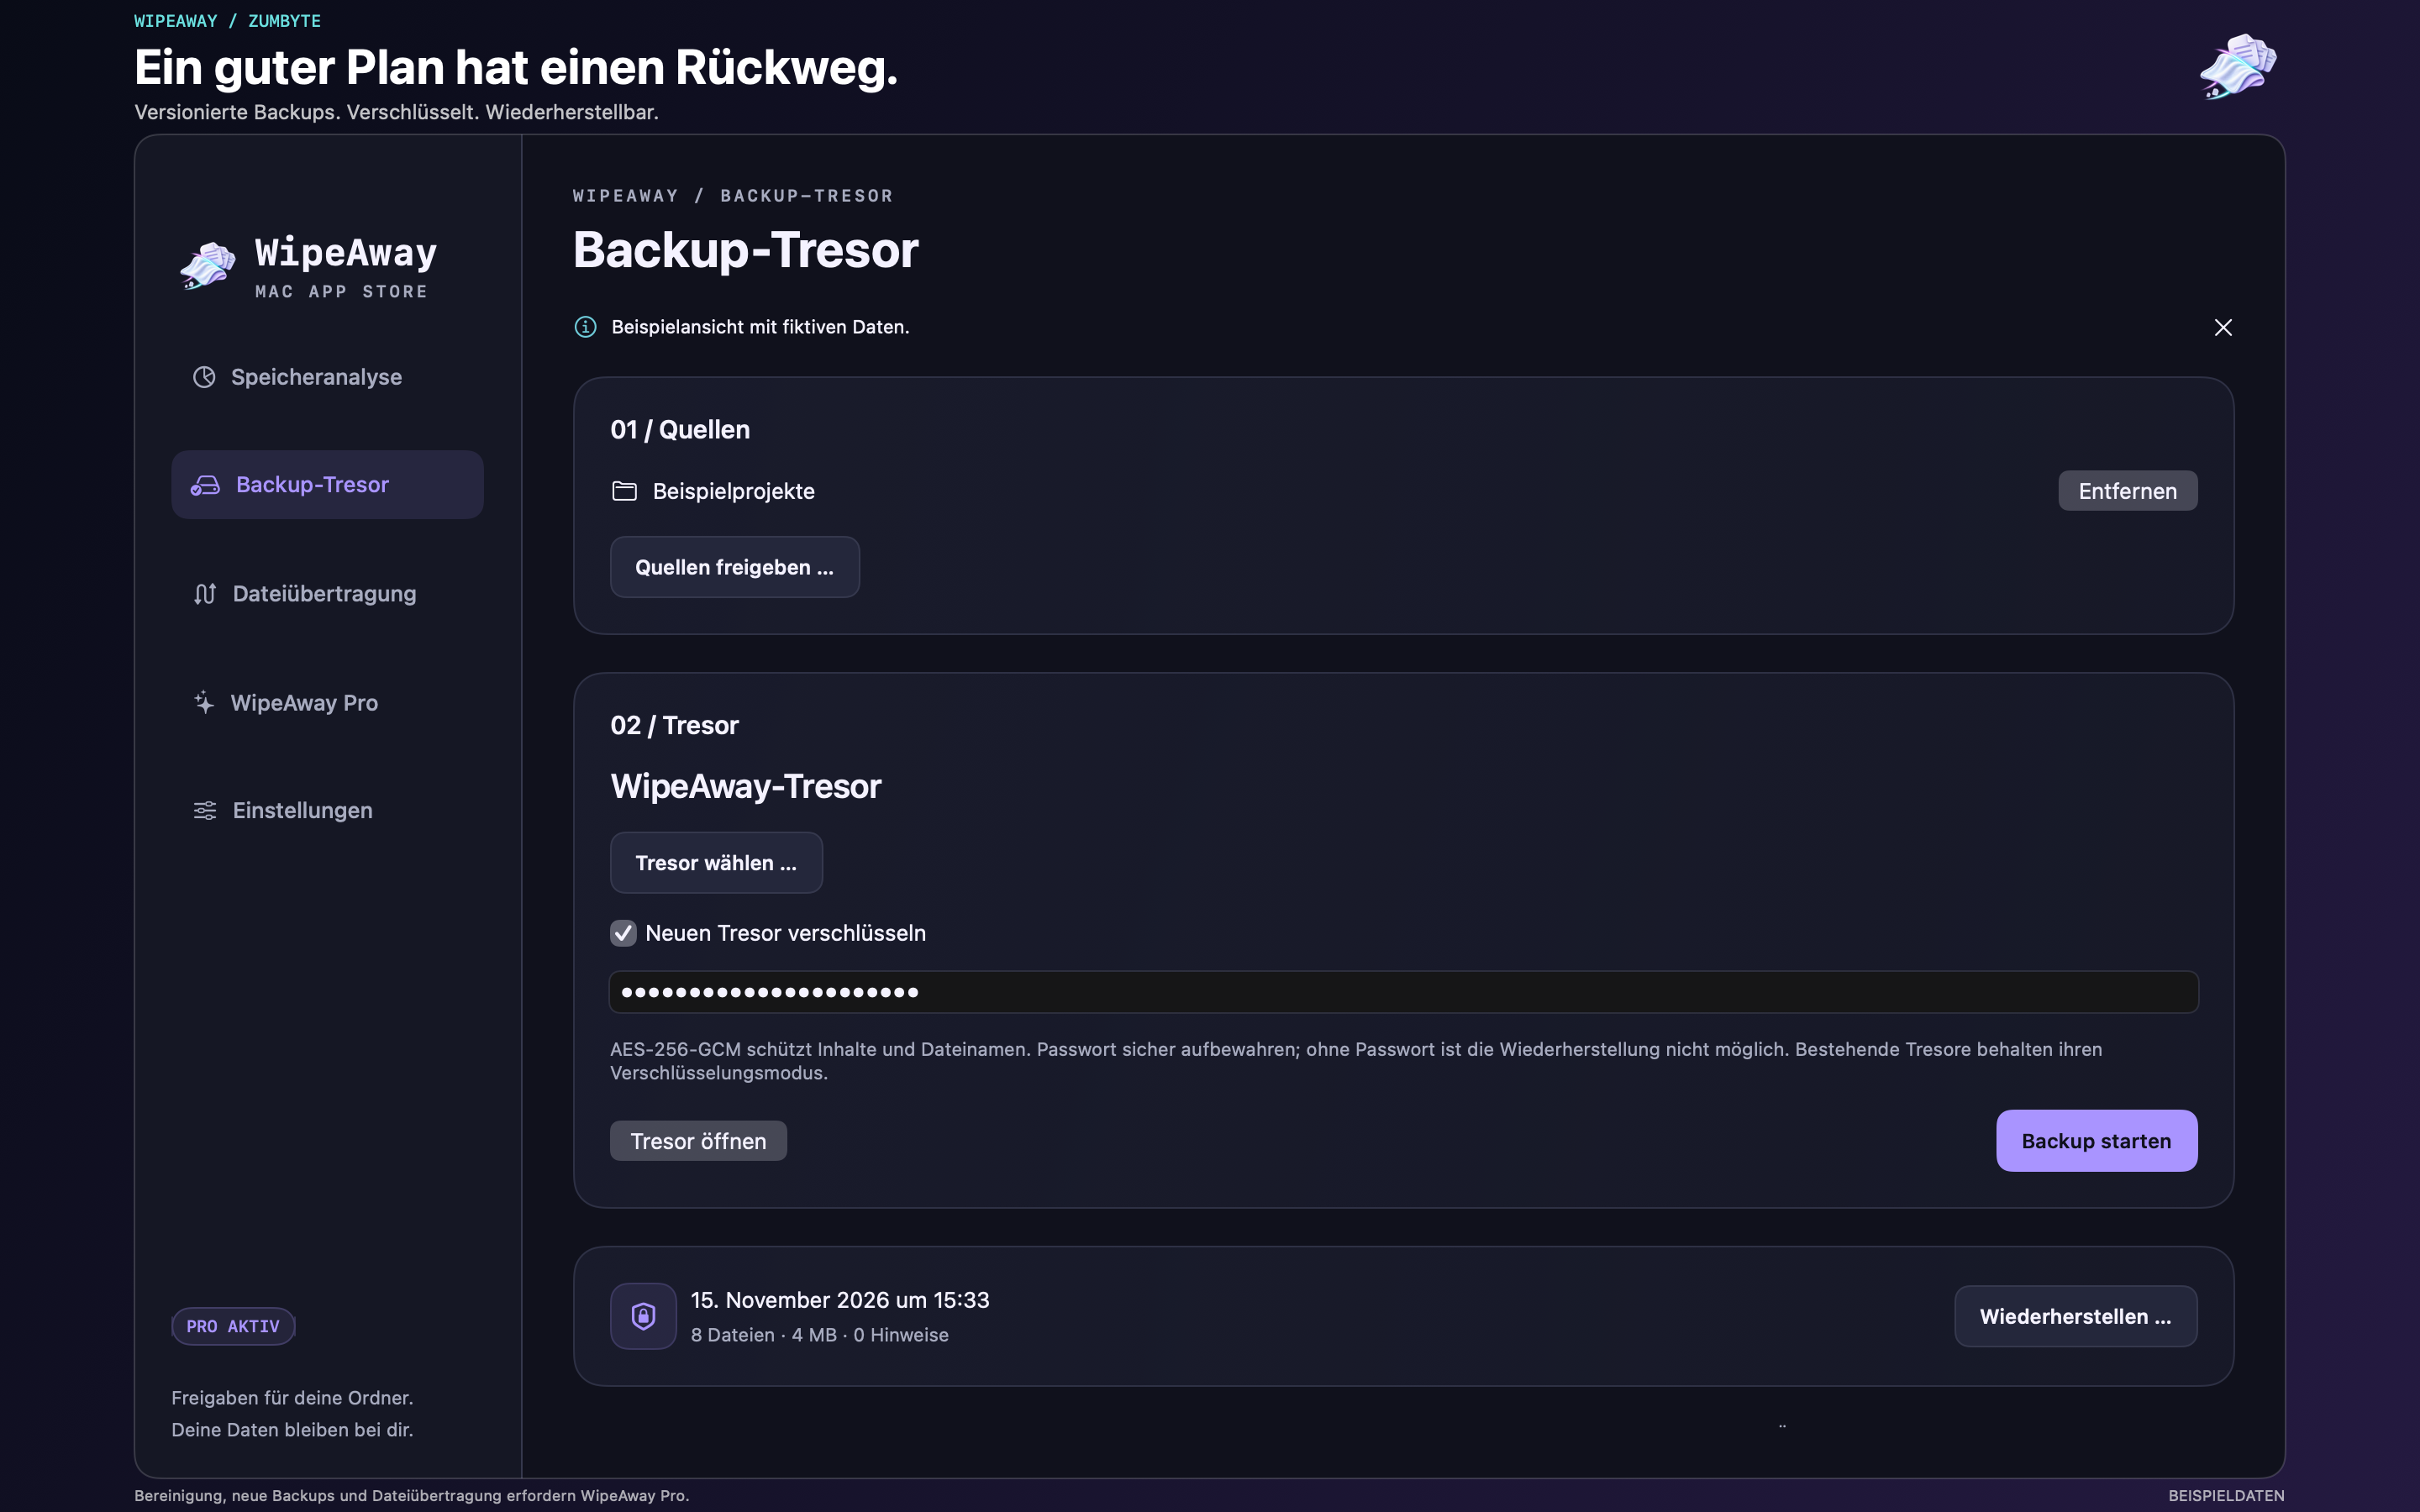 WIPEAWAY / ZUMBYTE
Ein guter Plan hat einen Rückweg.
Versionierte Backups. Verschlüsselt. Wiederherstellbar.
WipeAway
MAC APP STORE
Speicheranalyse
Backup-Tresor
Dateiübertragung
WipeAway Pro
Einstellungen
PRO AKTIV
Freigaben für deine Ordner.
Deine Daten bleiben bei dir.
WIPEAWAY / BACKUP-TRESOR
Backup-Tresor
Beispielansicht mit fiktiven Daten.
01 / Quellen
Beispielprojekte
Entfernen
Quellen freigeben ...
02 / Tresor
WipeAway-Tresor
Tresor wählen ...
Neuen Tresor verschlüsseln
AES-256-GCM schützt Inhalte und Dateinamen. Passwort sicher aufbewahren; ohne Passwort ist die Wiederherstellung nicht möglich. Bestehende Tresore behalten ihren
Verschlüsselungsmodus.
Tresor öffnen
Backup starten
15. November 2026 um 15:33
8 Dateien · 4 MB · 0 Hinweise
Wiederherstellen ...
Bereinigung, neue Backups und Dateiübertragung erfordern WipeAway Pro.
BEISPIELDATEN